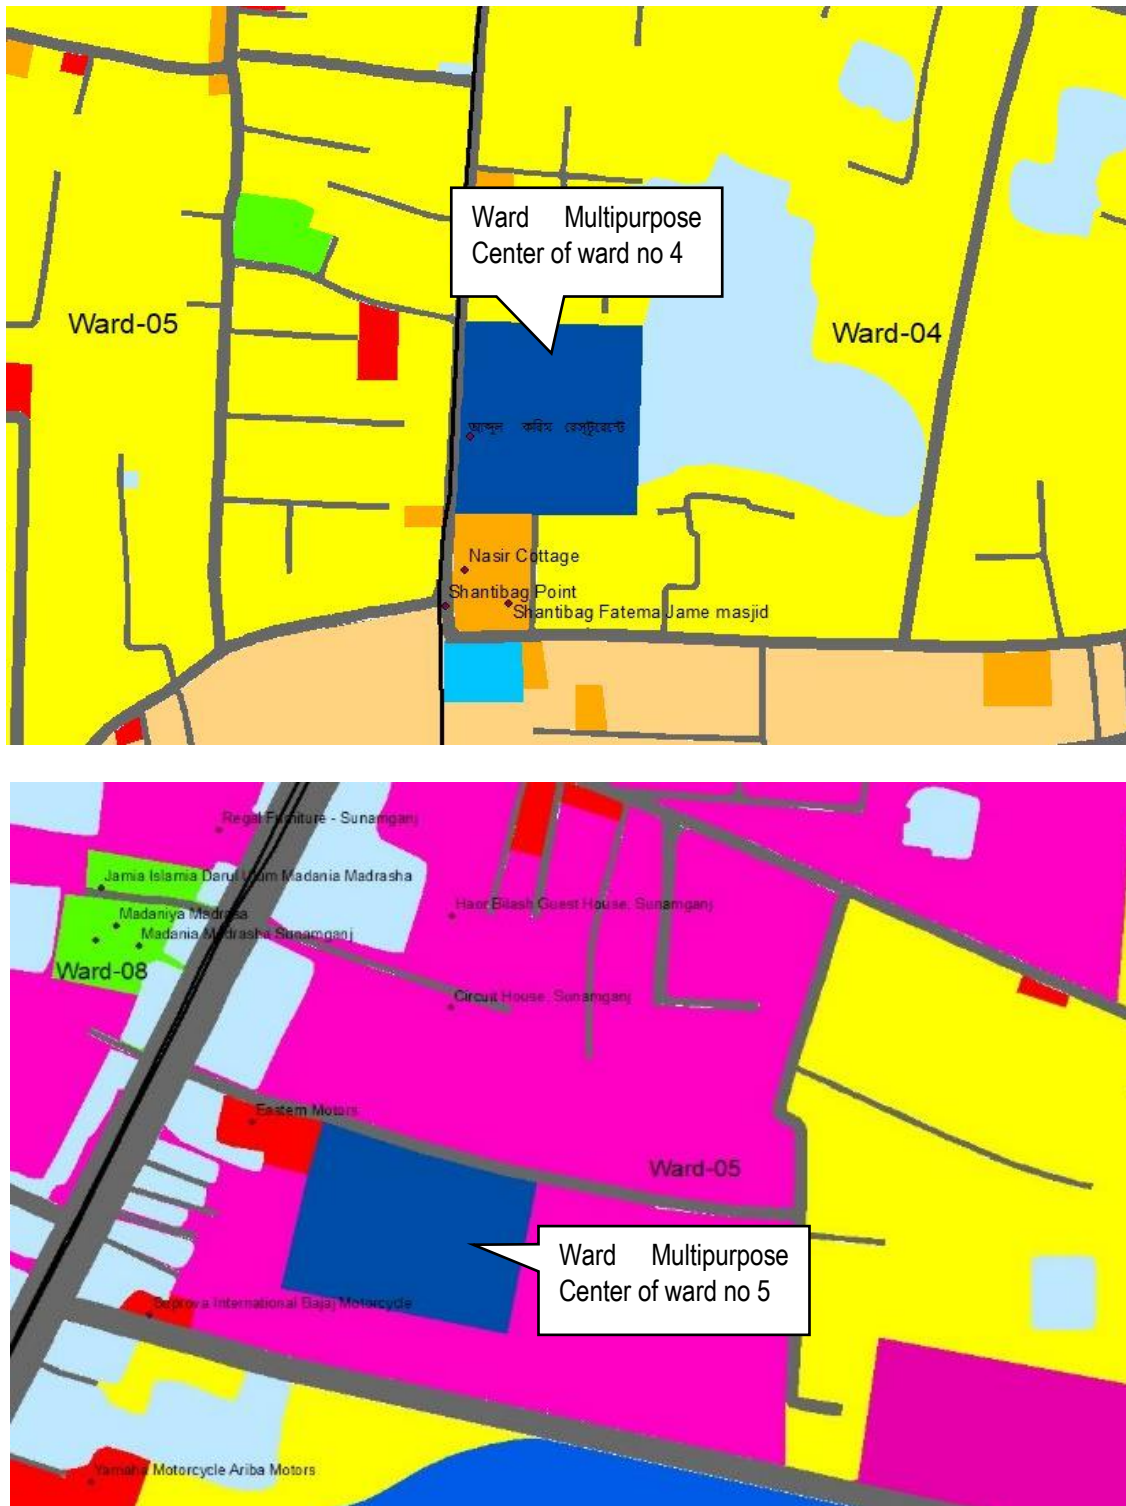 Ward Multipurpose
Center of ward no 4
Ward-05
Ward-04
আব্দুল করিম রেস্টুরেন্টে
Nasir Cottage
Shantibag Point
Shantibag Fatema Jame masjid
Regal Furniture - Sunamganj
Jamia Islamia Darul Ulum Madania Madrasha
Madaniya Madrasa
Haor Bilash Guest House, Sunamganj
Madania Madrasha Sunamganj
Ward-08
Circuit House, Sunamganj
Eastern Motors
Ward-05
Ward Multipurpose
Center of ward no 5
International Bajaj Motorcycle
Yamaha Motorcycle Ariba Motors